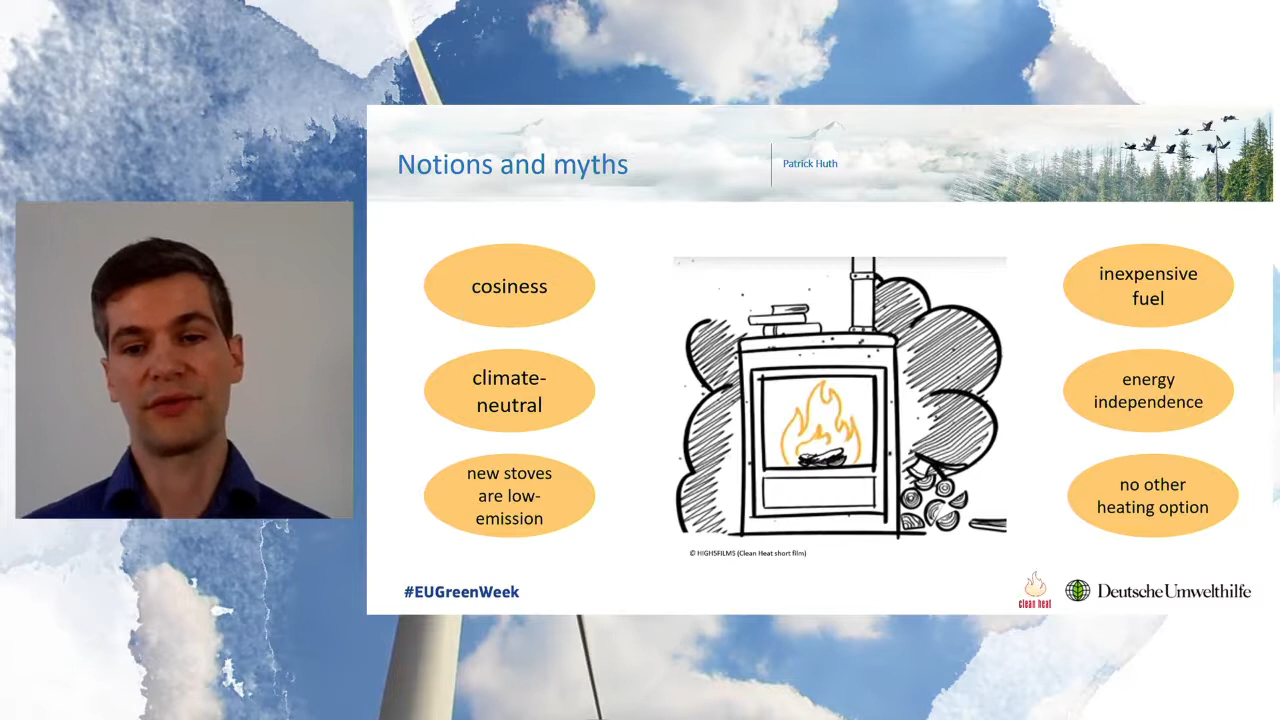 Notions and myths
Patrick Huth
cosiness
climate-
neutral
new stoves
are low-
emission
inexpensive
fuel
energy
independence
no other
heating option
© HIGH5FILMS (Clean Heat short film)
#EUGreenWeek
clean heat
Deutsche Umwelthilfe